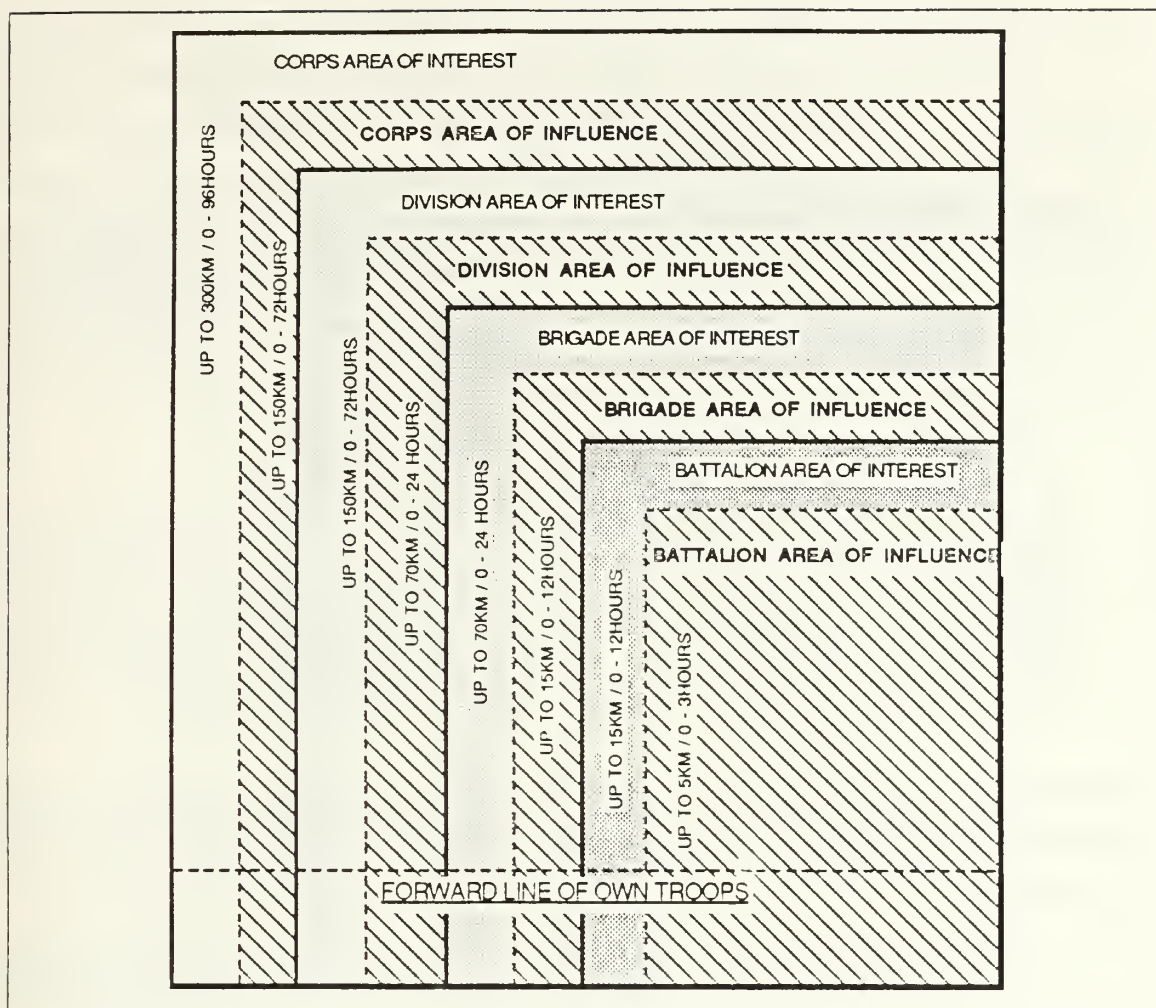 CORPS AREA OF INTEREST
CORPS AREA OF INFLUENCE
DIVISION AREA OF INTEREST
DIVISION AREA OF INFLUENCE
BRIGADE AREA OF INTEREST
BRIGADE AREA OF INFLUENCE
BATTALION AREA OF INTEREST
BATTALION AREA OF INFLUENCE
UP TO 300KM / 0 - 96HOURS
UP TO 150KM / 0 - 72HOURS
UP TO 150KM / 0 - 72HOURS
UP TO 70KM / 0 - 24 HOURS
UP TO 70KM / 0 - 24 HOURS
UP TO 15KM / 0 - 12HOURS
UP TO 15KM / 0 - 12HOURS
UP TO 5KM / 0 - 3HOURS
FORWARD LINE OF OWN TROOPS